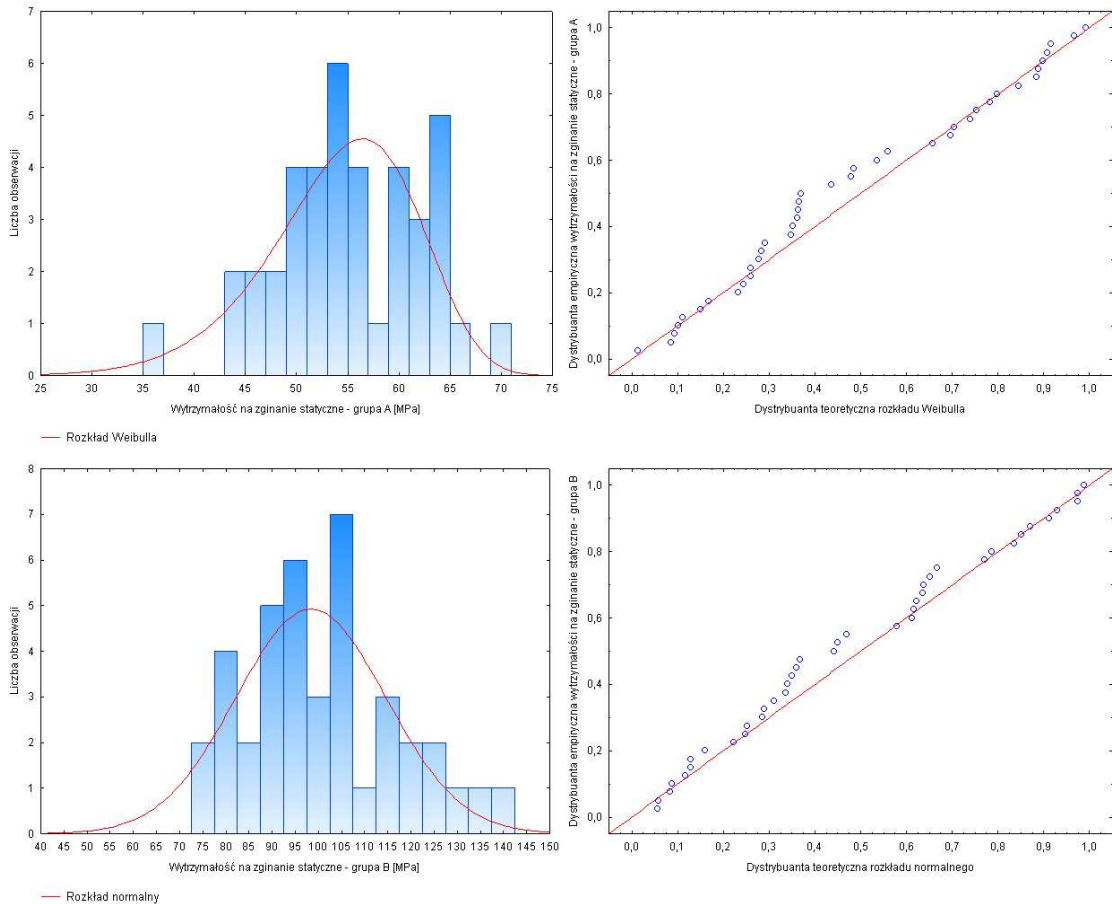 7
6
5
4
3
2
1
0
25 30 35 40 45 50 55 60 65 70 75
Liczba obserwacji
Wytrzymałość na zginanie statyczne - grupa A [MPa]
Rozkład Weibulla
Dystrybuanta empiryczna wytrzymałości na zginanie statyczne - grupa A
1,0
0,8
0,6
0,4
0,2
0,0
0,0 0,1 0,2 0,3 0,4 0,5 0,6 0,7 0,8 0,9 1,0
Dystrybuanta teoretyczna rozkładu Weibulla
8
7
6
5
4
3
2
1
0
40 45 50 55 60 65 70 75 80 85 90 95 100 105 110 115 120 125 130 135 140 145 150
Liczba obserwacji
Wytrzymałość na zginanie statyczne - grupa B [MPa]
Rozkład normalny
Dystrybuanta empiryczna wytrzymałości na zginanie statyczne - grupa B
1,0
0,8
0,6
0,4
0,2
0,0
0,0 0,1 0,2 0,3 0,4 0,5 0,6 0,7 0,8 0,9 1,0
Dystrybuanta teoretyczna rozkładu normalnego